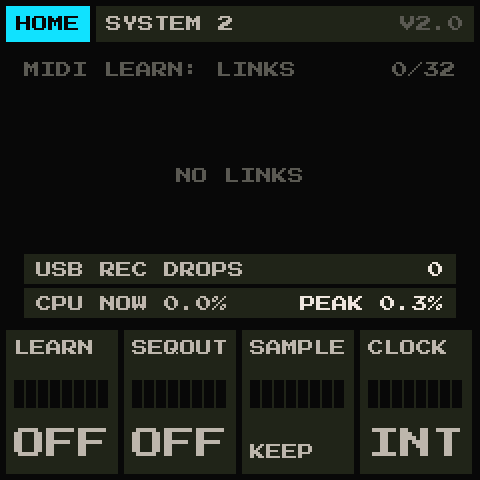 HOME SYSTEM 2 V2.0
MIDI LEARN: LINKS 0/32
NO LINKS
USB REC DROPS 0
CPU NOW 0.0% PEAK 0.3%
LEARN SEQOUT SAMPLE CLOCK
OFF OFF KEEP INT